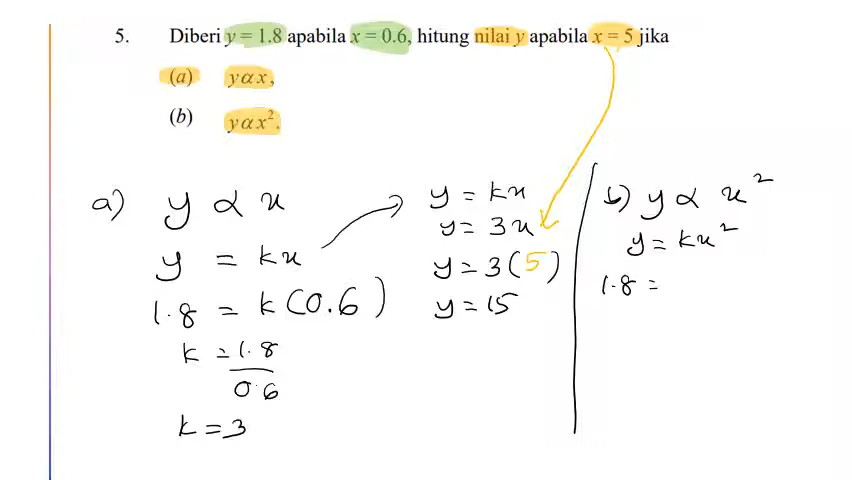 5. Diberi y = 1.8 apabila x = 0.6, hitung nilai y apabila x = 5 jika
(a) y α x,
(b) y α x².
a) y α x
y = kx
1.8 = k(0.6)
k = 1.8
0.6
k = 3
y = kx
y = 3x
y = 3(5)
y = 15
b) y α x²
y = kx²
1.8 =